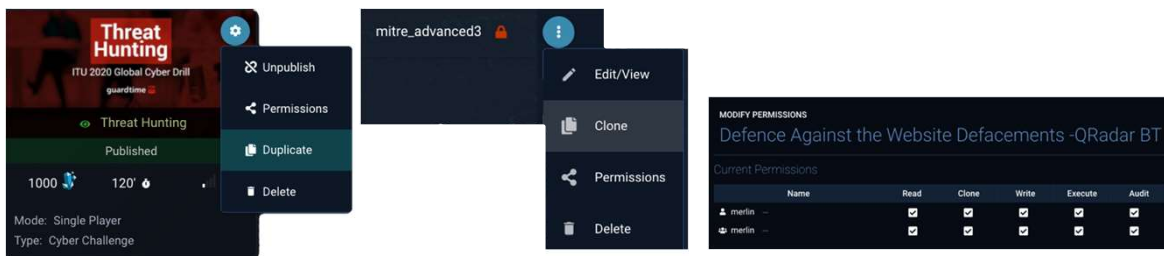 Threat
Hunting
ITU 2020 Global Cyber Drill
guardtime
Threat Hunting
Published
1000 120'
Mode: Single Player
Type: Cyber Challenge
Unpublish
Permissions
Duplicate
Delete
mitre_advanced3
Edit/View
Clone
Permissions
Delete
MODIFY PERMISSIONS
Defence Against the Website Defacements -QRadar BT
Current Permissions
Name Read Clone Write Execute Audit
merlin —
merlin —